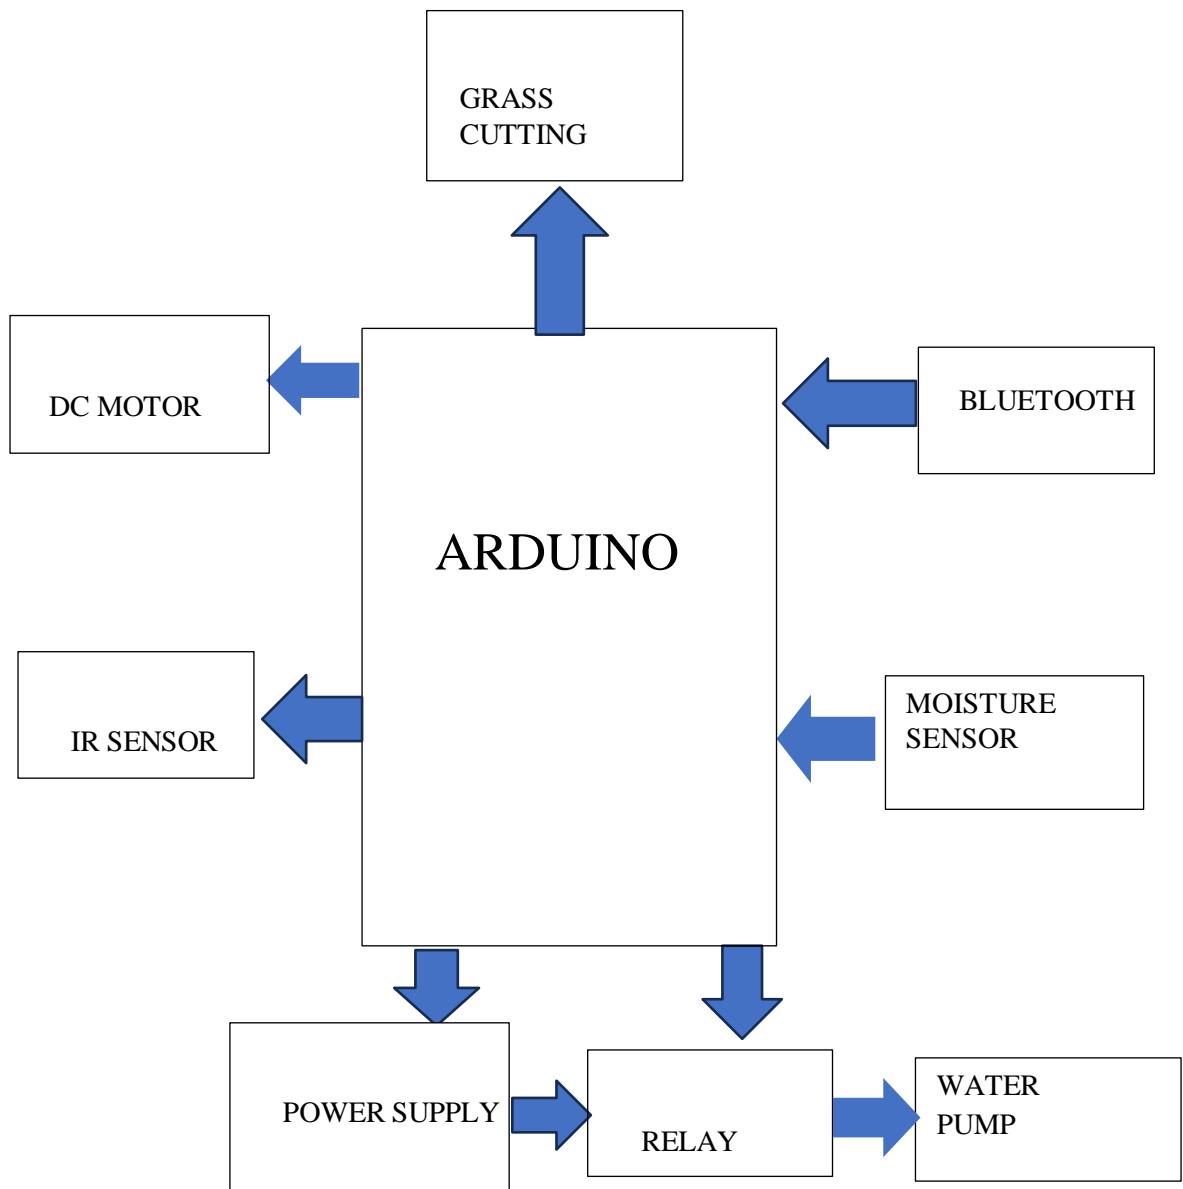 GRASS
CUTTING
DC MOTOR
BLUETOOTH
ARDUINO
IR SENSOR
MOISTURE
SENSOR
POWER SUPPLY
RELAY
WATER
PUMP